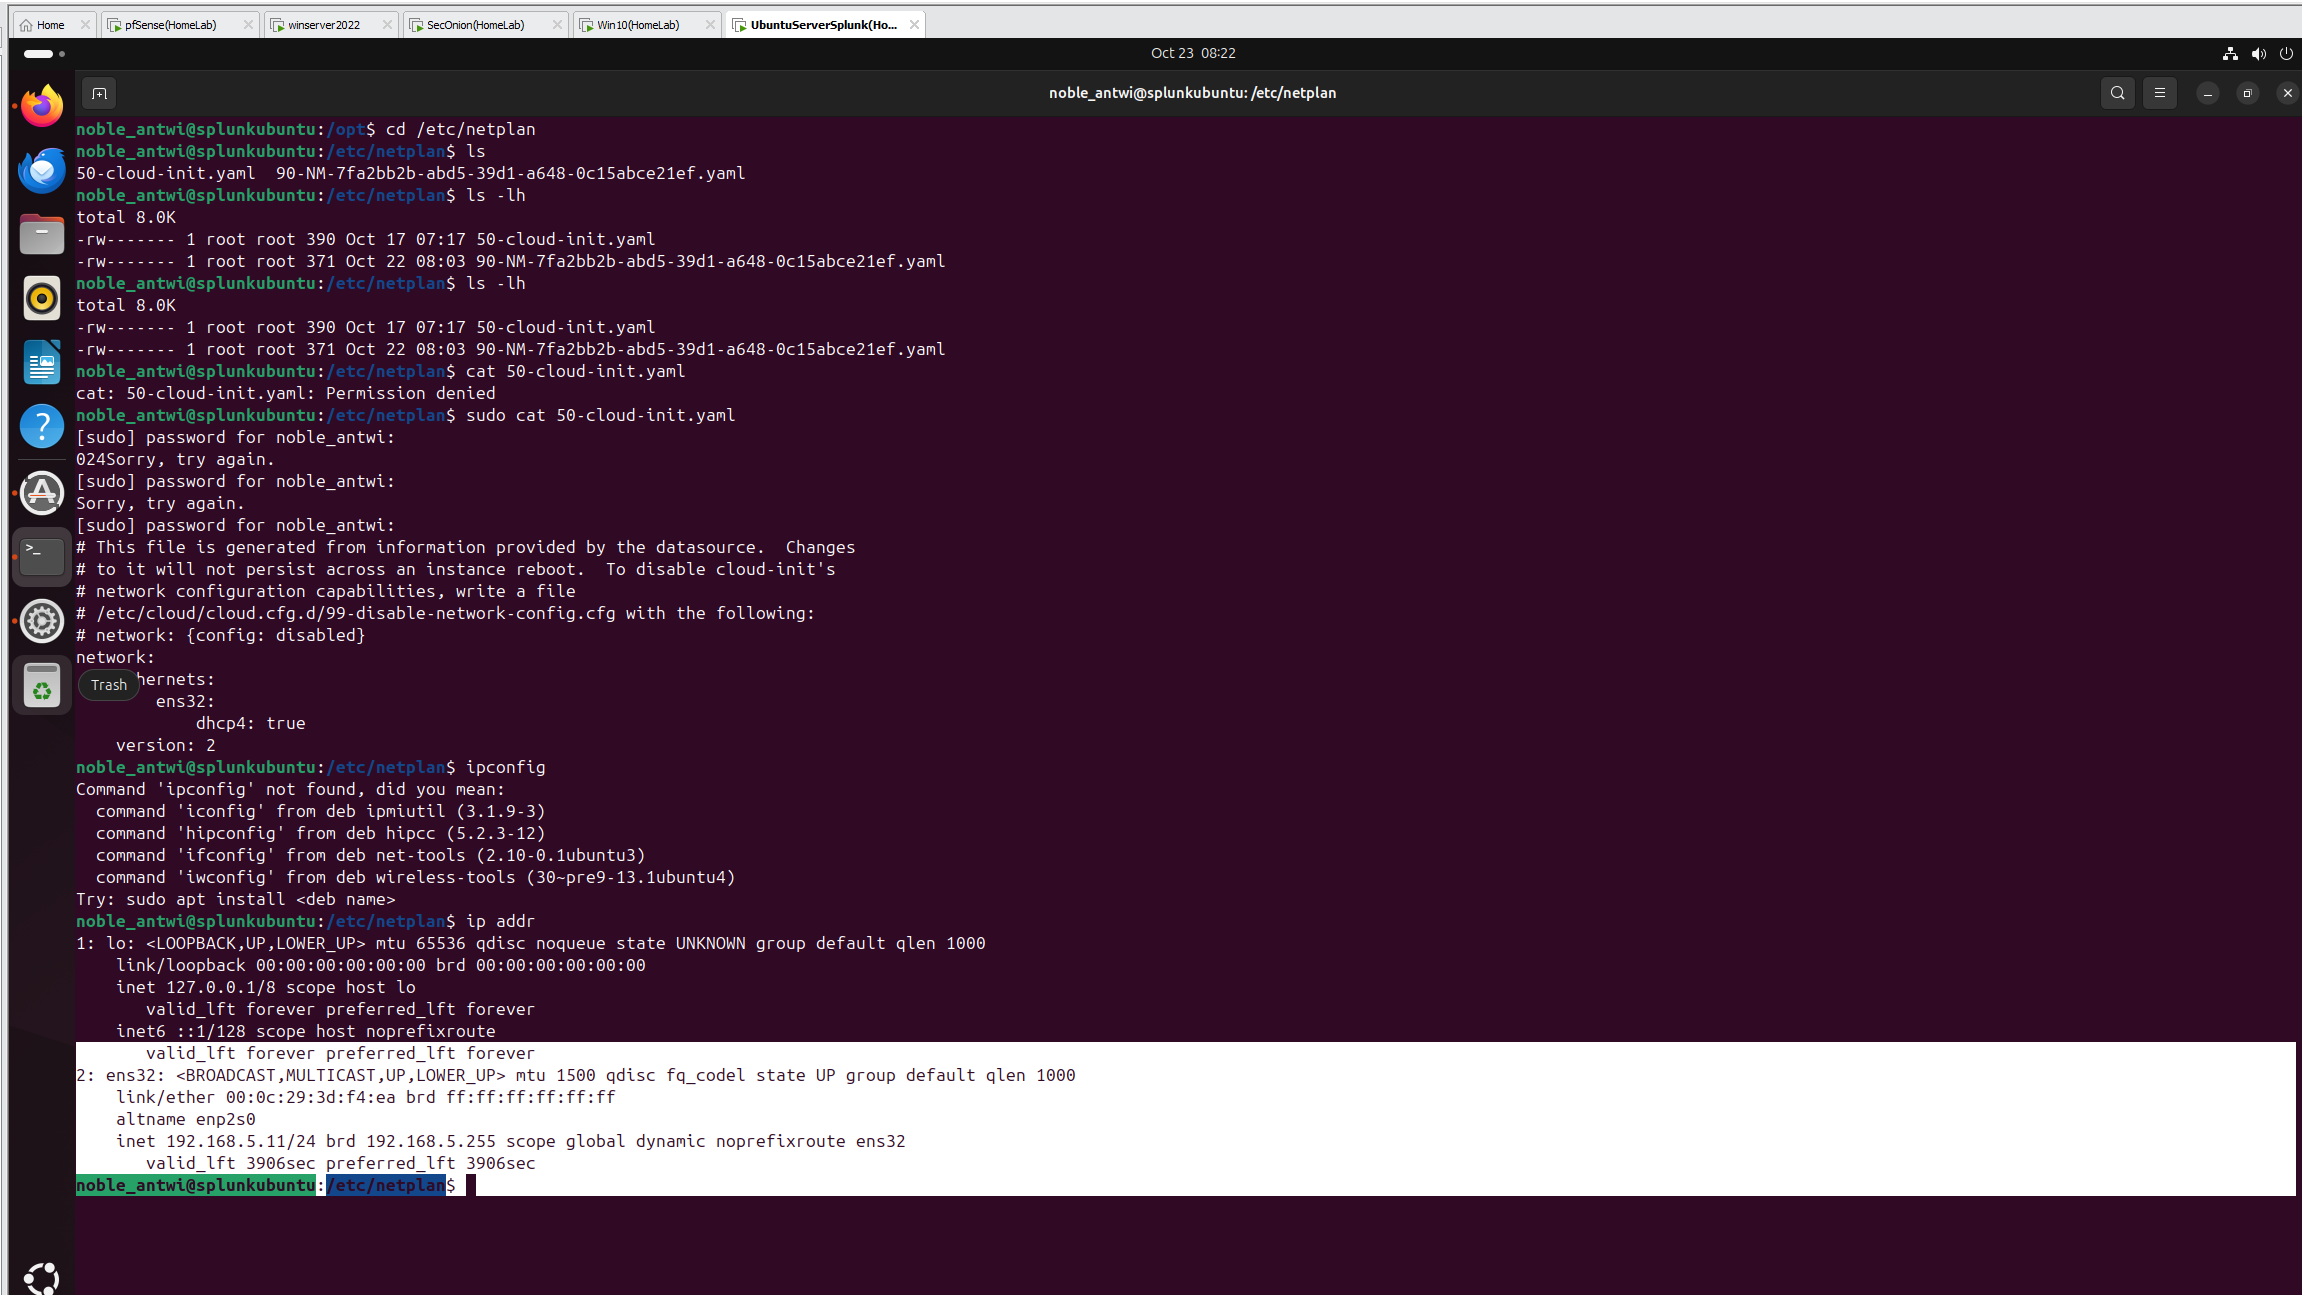 Home
pfSense(HomeLab)
winserver2022
SecOnion(HomeLab)
Win10(HomeLab)
UbuntuServerSplunk(Ho...
Oct 23 08:22
noble_antwi@splunkubuntu: /etc/netplan
noble_antwi@splunkubuntu:/opt$ cd /etc/netplan
noble_antwi@splunkubuntu:/etc/netplan$ ls
50-cloud-init.yaml  90-NM-7fa2bb2b-abd5-39d1-a648-0c15abce21ef.yaml
noble_antwi@splunkubuntu:/etc/netplan$ ls -lh
total 8.0K
-rw------- 1 root root 390 Oct 17 07:17 50-cloud-init.yaml
-rw------- 1 root root 371 Oct 22 08:03 90-NM-7fa2bb2b-abd5-39d1-a648-0c15abce21ef.yaml
noble_antwi@splunkubuntu:/etc/netplan$ ls -lh
total 8.0K
-rw------- 1 root root 390 Oct 17 07:17 50-cloud-init.yaml
-rw------- 1 root root 371 Oct 22 08:03 90-NM-7fa2bb2b-abd5-39d1-a648-0c15abce21ef.yaml
noble_antwi@splunkubuntu:/etc/netplan$ cat 50-cloud-init.yaml
cat: 50-cloud-init.yaml: Permission denied
noble_antwi@splunkubuntu:/etc/netplan$ sudo cat 50-cloud-init.yaml
[sudo] password for noble_antwi:
024Sorry, try again.
[sudo] password for noble_antwi:
Sorry, try again.
[sudo] password for noble_antwi:
# This file is generated from information provided by the datasource.  Changes
# to it will not persist across an instance reboot.  To disable cloud-init's
# network configuration capabilities, write a file
# /etc/cloud/cloud.cfg.d/99-disable-network-config.cfg with the following:
# network: {config: disabled}
network:
Trash hernets:
        ens32:
            dhcp4: true
    version: 2
noble_antwi@splunkubuntu:/etc/netplan$ ipconfig
Command 'ipconfig' not found, did you mean:
  command 'iconfig' from deb ipmiutil (3.1.9-3)
  command 'hipconfig' from deb hipcc (5.2.3-12)
  command 'ifconfig' from deb net-tools (2.10-0.1ubuntu3)
  command 'iwconfig' from deb wireless-tools (30~pre9-13.1ubuntu4)
Try: sudo apt install <deb name>
noble_antwi@splunkubuntu:/etc/netplan$ ip addr
1: lo: <LOOPBACK,UP,LOWER_UP> mtu 65536 qdisc noqueue state UNKNOWN group default qlen 1000
    link/loopback 00:00:00:00:00:00 brd 00:00:00:00:00:00
    inet 127.0.0.1/8 scope host lo
       valid_lft forever preferred_lft forever
    inet6 ::1/128 scope host noprefixroute
       valid_lft forever preferred_lft forever
2: ens32: <BROADCAST,MULTICAST,UP,LOWER_UP> mtu 1500 qdisc fq_codel state UP group default qlen 1000
    link/ether 00:0c:29:3d:f4:ea brd ff:ff:ff:ff:ff:ff
    altname enp2s0
    inet 192.168.5.11/24 brd 192.168.5.255 scope global dynamic noprefixroute ens32
       valid_lft 3906sec preferred_lft 3906sec
noble_antwi@splunkubuntu:/etc/netplan$